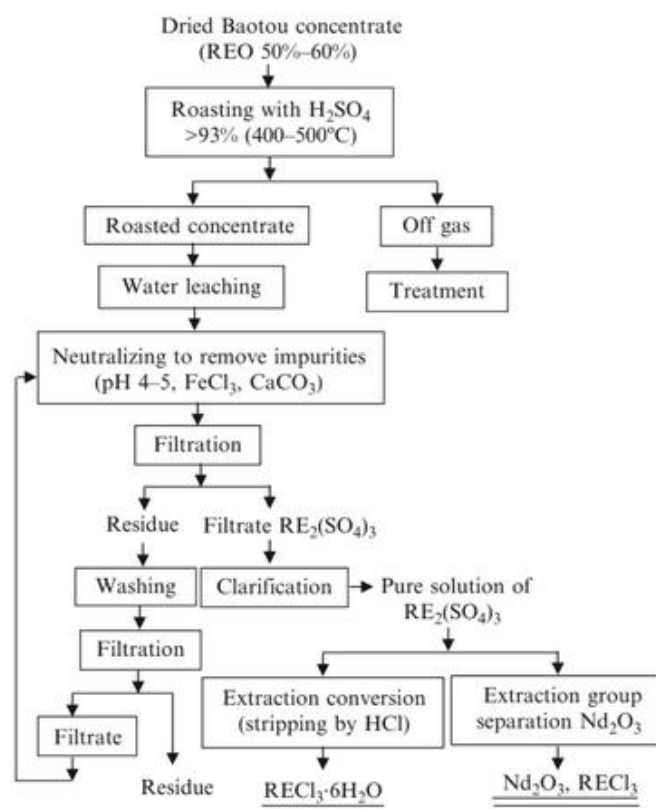 Dried Baotou concentrate
(REO 50%–60%)
Roasting with H₂SO₄
>93% (400–500ºC)
Roasted concentrate
Off gas
Water leaching
Treatment
Neutralizing to remove impurities
(pH 4–5, FeCl₃, CaCO₃)
Filtration
Residue
Filtrate RE₂(SO₄)₃
Washing
Clarification
Pure solution of
RE₂(SO₄)₃
Filtration
Extraction conversion
(stripping by HCl)
Extraction group
separation Nd₂O₃
Filtrate
Residue
RECl₃·6H₂O
Nd₂O₃, RECl₃